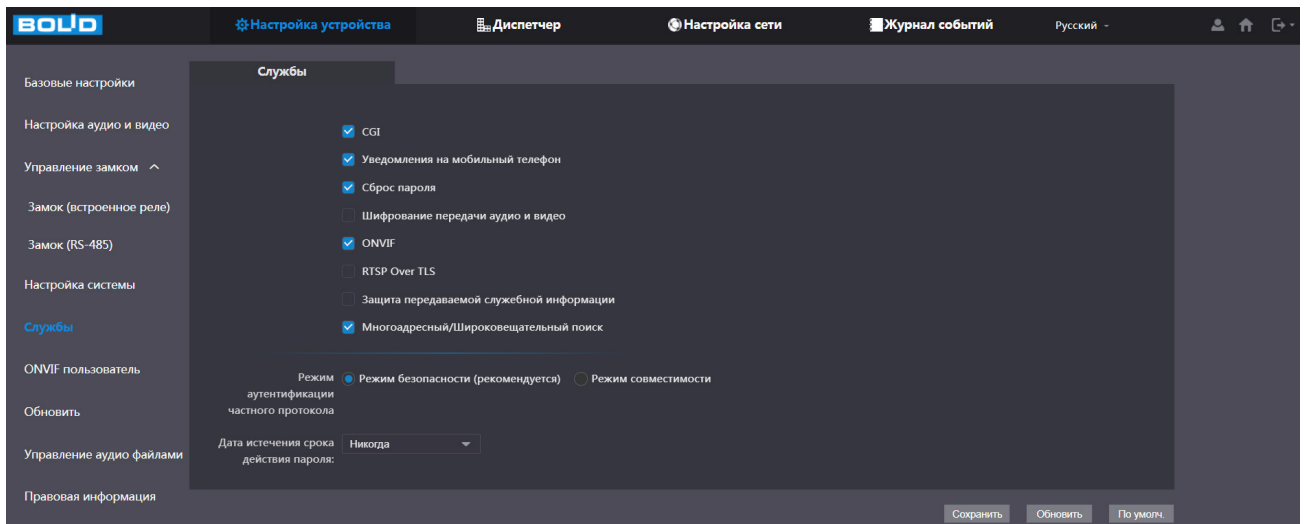 BOLID
Настройка устройства
Диспетчер
Настройка сети
Журнал событий
Русский
Базовые настройки
Настройка аудио и видео
Управление замком
Замок (встроенное реле)
Замок (RS-485)
Настройка системы
Службы
ONVIF пользователь
Обновить
Управление аудио файлами
Правовая информация
Службы
CGI
Уведомления на мобильный телефон
Сброс пароля
Шифрование передачи аудио и видео
ONVIF
RTSP Over TLS
Защита передаваемой служебной информации
Многоадресный/Широковещательный поиск
Режим
аутентификации
частного протокола
Режим безопасности (рекомендуется)
Режим совместимости
Дата истечения срока
действия пароля:
Никогда
Сохранить
Обновить
По умолч.